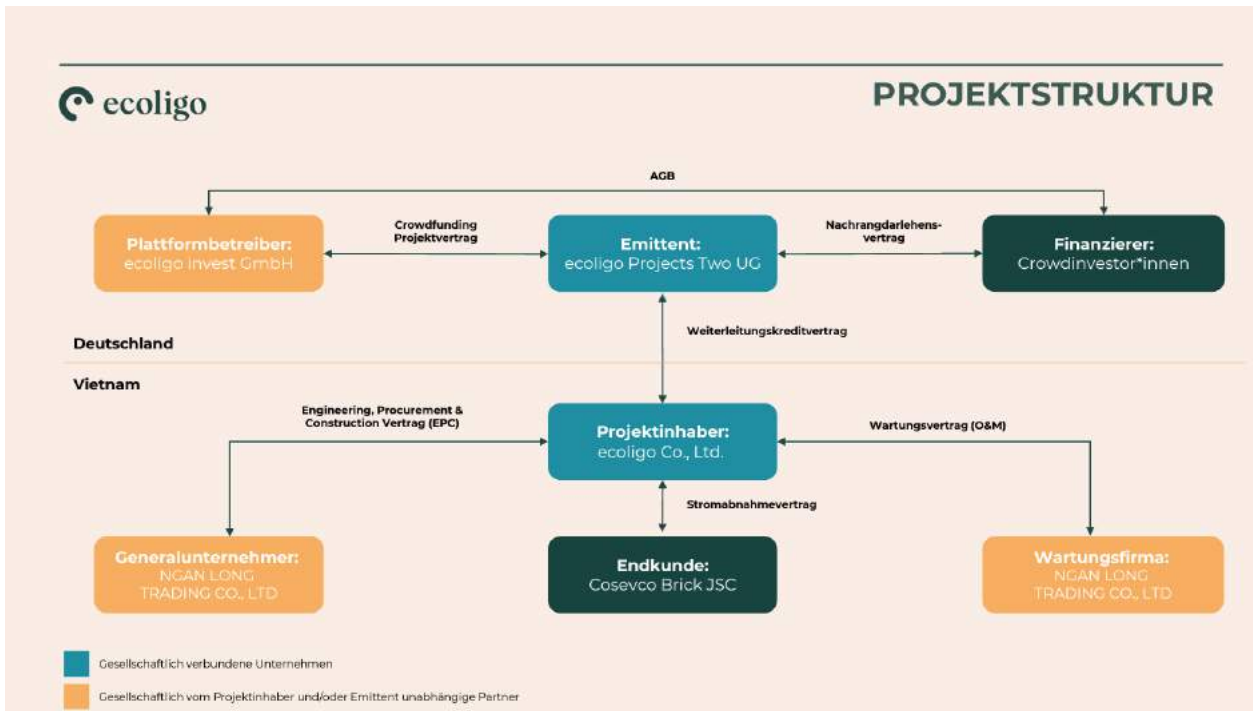 ecoligo
PROJEKTSTRUKTUR
AGB
Plattformbetreiber:
ecoligo invest GmbH
Crowdfunding
Projektvertrag
Emittent:
ecoligo Projects Two UG
Nachrangdarlehens-
vertrag
Finanzierer:
Crowdinvestor*innen
Weiterleitungskreditvertrag
Deutschland
Vietnam
Engineering, Procurement &
Construction Vertrag (EPC)
Projektinhaber:
ecoligo Co., Ltd.
Wartungsvertrag (O&M)
Stromabnahmevertrag
Generalunternehmer:
NGAN LONG
TRADING CO., LTD
Endkunde:
Cosevco Brick JSC
Wartungsfirma:
NGAN LONG
TRADING CO., LTD
Gesellschaftlich verbundene Unternehmen
Gesellschaftlich vom Projektinhaber und/oder Emittent unabhängige Partner